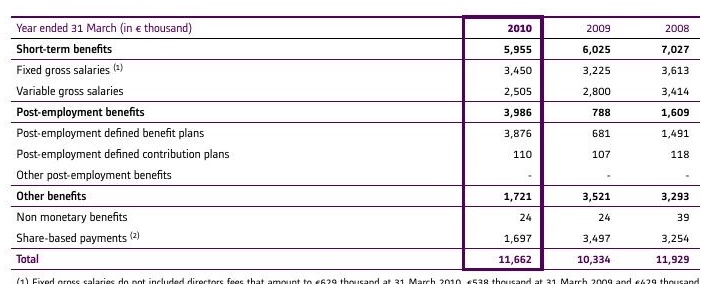 Year ended 31 March (in € thousand) 2010 2009 2008
Short-term benefits 5,955 6,025 7,027
Fixed gross salaries (1) 3,450 3,225 3,613
Variable gross salaries 2,505 2,800 3,414
Post-employment benefits 3,986 788 1,609
Post-employment defined benefit plans 3,876 681 1,491
Post-employment defined contribution plans 110 107 118
Other post-employment benefits - - -
Other benefits 1,721 3,521 3,293
Non monetary benefits 24 24 39
Share-based payments (2) 1,697 3,497 3,254
Total 11,662 10,334 11,929
(1) Fixed gross salaries do not included directors fees that amount to €629 thousand at 31 March 2010, €538 thousand at 31 March 2009 and €429 thousand